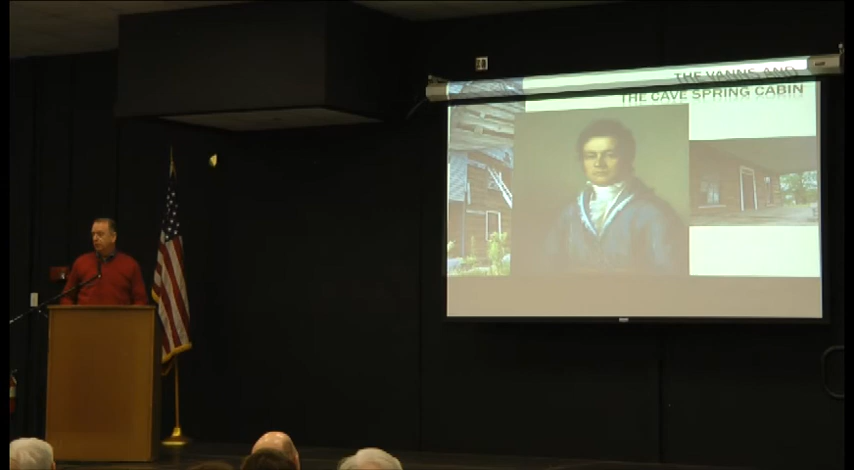 THE VANNS AND
THE CAVE SPRING CABIN